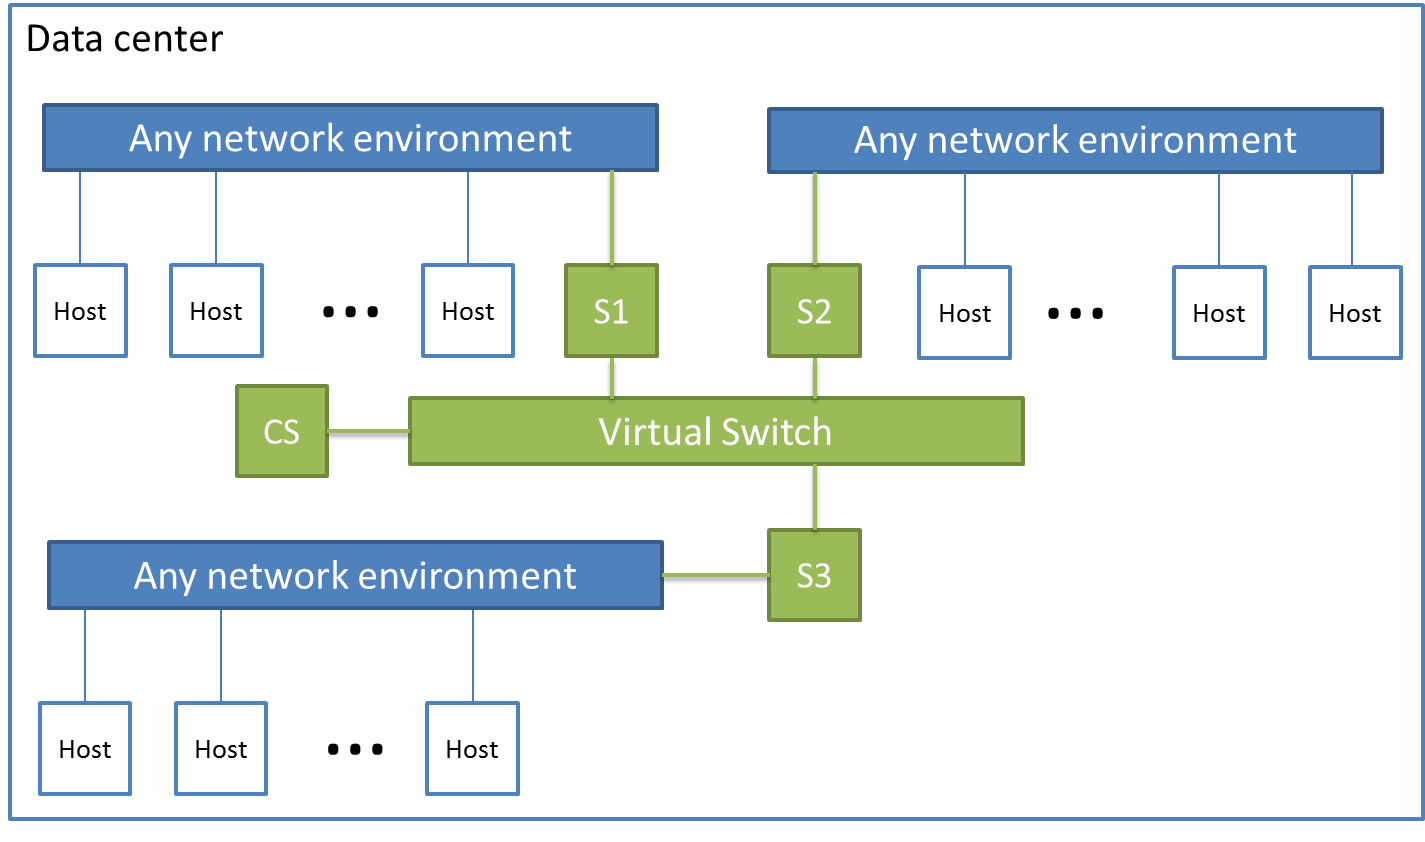 Data center
Any network environment
Any network environment
Host
Host
...
Host
S1
S2
Host
...
Host
Host
CS
Virtual Switch
Any network environment
S3
Host
Host
...
Host